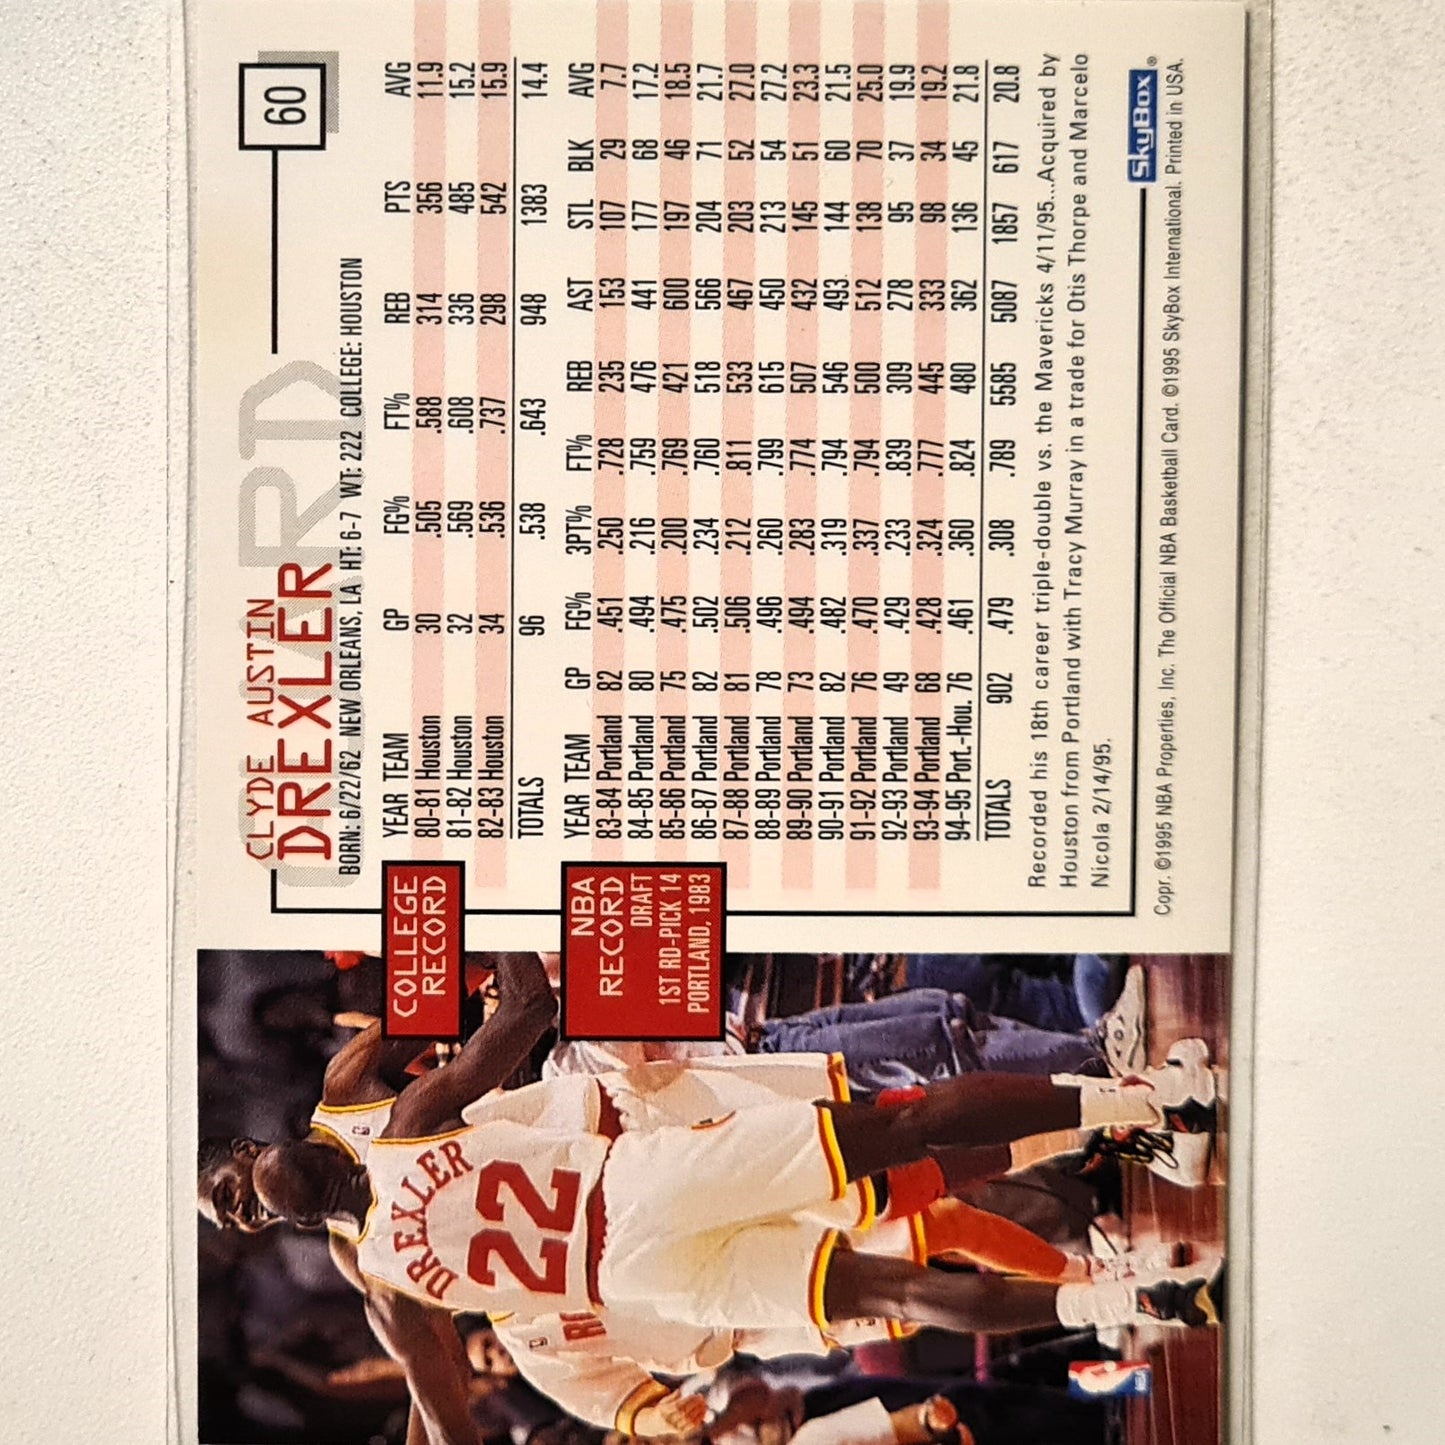 60
CLYDE AUSTIN
DREXLER
BORN: 6/22/62 NEW ORLEANS, LA HT: 6-7 WT: 222 COLLEGE: HOUSTON
COLLEGE
RECORD
YEAR TEAM GP FG% FT% REB PTS AVG
80-81 Houston 30 .505 .588 314 356 11.9
81-82 Houston 32 .569 .608 336 485 15.2
82-83 Houston 34 .536 .737 298 542 15.9
TOTALS 96 .538 .643 948 1383 14.4
NBA
RECORD
DRAFT
1ST RD-PICK 14
PORTLAND, 1983
YEAR TEAM GP FG% 3PT% FT% REB AST STL BLK AVG
83-84 Portland 82 .451 .250 .728 235 153 107 29 7.7
84-85 Portland 80 .494 .216 .759 476 441 177 68 17.2
85-86 Portland 75 .475 .200 .769 421 600 197 46 18.5
86-87 Portland 82 .502 .234 .760 518 566 204 71 21.7
87-88 Portland 81 .506 .212 .811 533 467 203 52 27.0
88-89 Portland 78 .496 .260 .799 615 450 213 54 27.2
89-90 Portland 73 .494 .283 .774 507 432 145 51 23.3
90-91 Portland 82 .482 .319 .794 546 493 144 60 21.5
91-92 Portland 76 .470 .337 .794 500 512 138 70 25.0
92-93 Portland 49 .429 .233 .839 309 278 95 37 19.9
93-94 Portland 68 .428 .324 .777 445 333 98 34 19.2
94-95 Port.-Hou. 76 .461 .360 .824 480 362 136 45 21.8
TOTALS 902 .479 .308 .789 5585 5087 1857 617 20.8
Recorded his 18th career triple-double vs. the Mavericks 4/11/95...Acquired by
Houston from Portland with Tracy Murray in a trade for Otis Thorpe and Marcelo
Nicola 2/14/95.
SkyBox®
Copr. ©1995 NBA Properties, Inc. The Official NBA Basketball Card. ©1995 SkyBox International. Printed in USA.
DREXLER
22
NBA